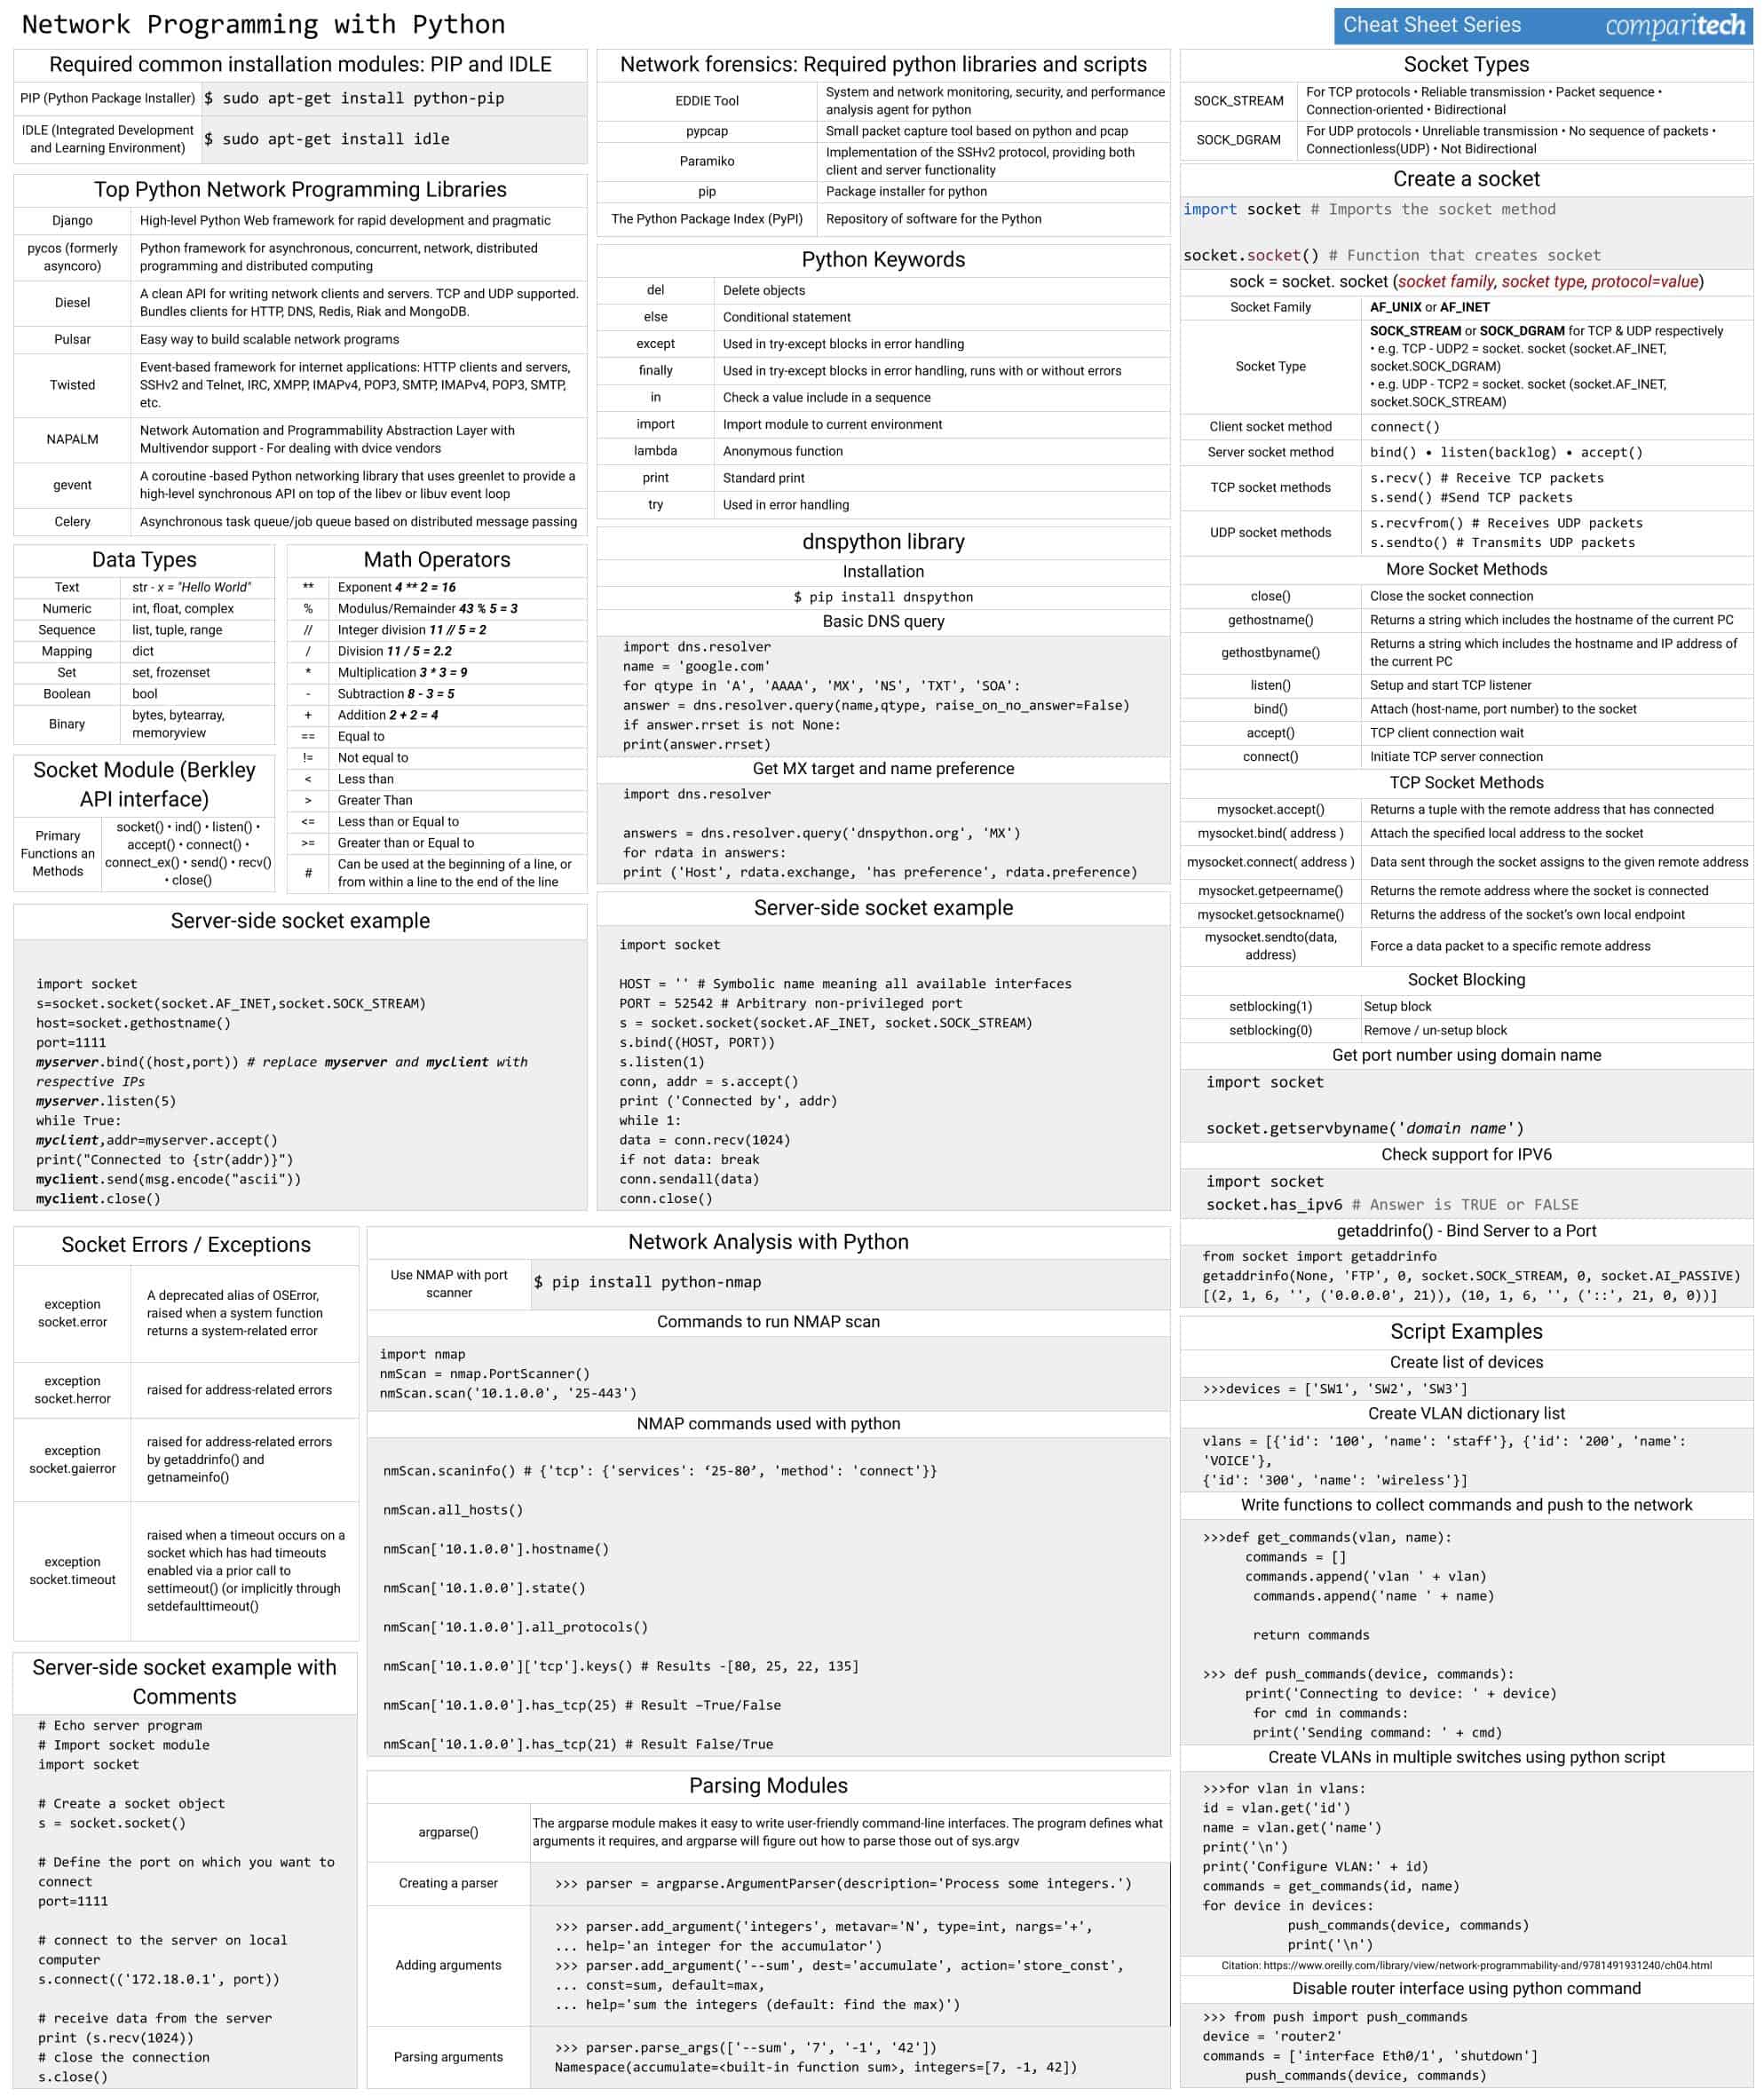 Network Programming with Python
Cheat Sheet Series
comparitech
Required common installation modules: PIP and IDLE
PIP (Python Package Installer)
$ sudo apt-get install python-pip
IDLE (Integrated Development
and Learning Environment)
$ sudo apt-get install idle
Top Python Network Programming Libraries
Django
High-level Python Web framework for rapid development and pragmatic
pycos (formerly
asyncoro)
Python framework for asynchronous, concurrent, network, distributed
programming and distributed computing
Diesel
A clean API for writing network clients and servers. TCP and UDP supported.
Bundles clients for HTTP, DNS, Redis, Riak and MongoDB.
Pulsar
Easy way to build scalable network programs
Twisted
Event-based framework for internet applications: HTTP clients and servers,
SSHv2 and Telnet, IRC, XMPP, IMAPv4, POP3, SMTP, IMAPv4, POP3, SMTP,
etc.
NAPALM
Network Automation and Programmability Abstraction Layer with
Multivendor support - For dealing with dvice vendors
gevent
A coroutine -based Python networking library that uses greenlet to provide a
high-level synchronous API on top of the libev or libuv event loop
Celery
Asynchronous task queue/job queue based on distributed message passing
Data Types
Text
str - x = "Hello World"
Numeric
int, float, complex
Sequence
list, tuple, range
Mapping
dict
Set
set, frozenset
Boolean
bool
Binary
bytes, bytearray,
memoryview
Socket Module (Berkley
API interface)
Primary
Functions an
Methods
socket() • ind() • listen() •
accept() • connect() •
connect_ex() • send() • recv()
• close()
Math Operators
** Exponent 4 ** 2 = 16
% Modulus/Remainder 43 % 5 = 3
// Integer division 11 // 5 = 2
/ Division 11 / 5 = 2.2
* Multiplication 3 * 3 = 9
- Subtraction 8 - 3 = 5
+ Addition 2 + 2 = 4
== Equal to
!= Not equal to
< Less than
> Greater Than
<= Less than or Equal to
>= Greater than or Equal to
#
Can be used at the beginning of a line, or
from within a line to the end of the line
Server-side socket example
import socket
s=socket.socket(socket.AF_INET,socket.SOCK_STREAM)
host=socket.gethostname()
port=1111
myserver.bind((host,port)) # replace myserver and myclient with
respective IPs
myserver.listen(5)
while True:
myclient,addr=myserver.accept()
print("Connected to {str(addr)}")
myclient.send(msg.encode("ascii"))
myclient.close()
Network forensics: Required python libraries and scripts
EDDIE Tool
System and network monitoring, security, and performance
analysis agent for python
pypcap
Small packet capture tool based on python and pcap
Paramiko
Implementation of the SSHv2 protocol, providing both
client and server functionality
pip
Package installer for python
The Python Package Index (PyPI)
Repository of software for the Python
Python Keywords
del
Delete objects
else
Conditional statement
except
Used in try-except blocks in error handling
finally
Used in try-except blocks in error handling, runs with or without errors
in
Check a value include in a sequence
import
Import module to current environment
lambda
Anonymous function
print
Standard print
try
Used in error handling
dnspython library
Installation
$ pip install dnspython
Basic DNS query
import dns.resolver
name = 'google.com'
for qtype in 'A', 'AAAA', 'MX', 'NS', 'TXT', 'SOA':
answer = dns.resolver.query(name,qtype, raise_on_no_answer=False)
if answer.rrset is not None:
print(answer.rrset)
Get MX target and name preference
import dns.resolver
answers = dns.resolver.query('dnspython.org', 'MX')
for rdata in answers:
print ('Host', rdata.exchange, 'has preference', rdata.preference)
Server-side socket example
import socket
HOST = '' # Symbolic name meaning all available interfaces
PORT = 52542 # Arbitrary non-privileged port
s = socket.socket(socket.AF_INET, socket.SOCK_STREAM)
s.bind((HOST, PORT))
s.listen(1)
conn, addr = s.accept()
print ('Connected by', addr)
while 1:
data = conn.recv(1024)
if not data: break
conn.sendall(data)
conn.close()
Socket Types
SOCK_STREAM
For TCP protocols • Reliable transmission • Packet sequence •
Connection-oriented • Bidirectional
SOCK_DGRAM
For UDP protocols • Unreliable transmission • No sequence of packets •
Connectionless(UDP) • Not Bidirectional
Create a socket
import socket # Imports the socket method
socket.socket() # Function that creates socket
sock = socket. socket (socket family, socket type, protocol=value)
Socket Family
AF_UNIX or AF_INET
Socket Type
SOCK_STREAM or SOCK_DGRAM for TCP & UDP respectively
• e.g. TCP - UDP2 = socket. socket (socket.AF_INET,
socket.SOCK_DGRAM)
• e.g. UDP - TCP2 = socket. socket (socket.AF_INET,
socket.SOCK_STREAM)
Client socket method
connect()
Server socket method
bind() • listen(backlog) • accept()
TCP socket methods
s.recv() # Receive TCP packets
s.send() #Send TCP packets
UDP socket methods
s.recvfrom() # Receives UDP packets
s.sendto() # Transmits UDP packets
More Socket Methods
close()
Close the socket connection
gethostname()
Returns a string which includes the hostname of the current PC
gethostbyname()
Returns a string which includes the hostname and IP address of
the current PC
listen()
Setup and start TCP listener
bind()
Attach (host-name, port number) to the socket
accept()
TCP client connection wait
connect()
Initiate TCP server connection
TCP Socket Methods
mysocket.accept()
Returns a tuple with the remote address that has connected
mysocket.bind( address )
Attach the specified local address to the socket
mysocket.connect( address )
Data sent through the socket assigns to the given remote address
mysocket.getpeername()
Returns the remote address where the socket is connected
mysocket.getsockname()
Returns the address of the socket's own local endpoint
mysocket.sendto(data,
address)
Force a data packet to a specific remote address
Socket Blocking
setblocking(1)
Setup block
setblocking(0)
Remove / un-setup block
Get port number using domain name
import socket
socket.getservbyname('domain name')
Check support for IPV6
import socket
socket.has_ipv6 # Answer is TRUE or FALSE
getaddrinfo() - Bind Server to a Port
from socket import getaddrinfo
getaddrinfo(None, 'FTP', 0, socket.SOCK_STREAM, 0, socket.AI_PASSIVE)
[(2, 1, 6, '', ('0.0.0.0', 21)), (10, 1, 6, '', ('::', 21, 0, 0))]
Socket Errors / Exceptions
exception
socket.error
A deprecated alias of OSError,
raised when a system function
returns a system-related error
exception
socket.herror
raised for address-related errors
exception
socket.gaierror
raised for address-related errors
by getaddrinfo() and
getnameinfo()
exception
socket.timeout
raised when a timeout occurs on a
socket which has had timeouts
enabled via a prior call to
settimeout() (or implicitly through
setdefaulttimeout()
Server-side socket example with
Comments
# Echo server program
# Import socket module
import socket
# Create a socket object
s = socket.socket()
# Define the port on which you want to
connect
port=1111
# connect to the server on local
computer
s.connect(('172.18.0.1', port))
# receive data from the server
print (s.recv(1024))
# close the connection
s.close()
Network Analysis with Python
Use NMAP with port
scanner
$ pip install python-nmap
Commands to run NMAP scan
import nmap
nmScan = nmap.PortScanner()
nmScan.scan('10.1.0.0', '25-443')
NMAP commands used with python
nmScan.scaninfo() # {'tcp': {'services': ‘25-80’, 'method': 'connect'}}
nmScan.all_hosts()
nmScan['10.1.0.0'].hostname()
nmScan['10.1.0.0'].state()
nmScan['10.1.0.0'].all_protocols()
nmScan['10.1.0.0']['tcp'].keys() # Results -[80, 25, 22, 135]
nmScan['10.1.0.0'].has_tcp(25) # Result –True/False
nmScan['10.1.0.0'].has_tcp(21) # Result False/True
Parsing Modules
argparse()
The argparse module makes it easy to write user-friendly command-line interfaces. The program defines what
arguments it requires, and argparse will figure out how to parse those out of sys.argv
Creating a parser
>>> parser = argparse.ArgumentParser(description='Process some integers.')
Adding arguments
>>> parser.add_argument('integers', metavar='N', type=int, nargs='+',
... help='an integer for the accumulator')
>>> parser.add_argument('--sum', dest='accumulate', action='store_const',
... const=sum, default=max,
... help='sum the integers (default: find the max)')
Parsing arguments
>>> parser.parse_args(['--sum', '7', '-1', '42'])
Namespace(accumulate=<built-in function sum>, integers=[7, -1, 42])
Script Examples
Create list of devices
>>>devices = ['SW1', 'SW2', 'SW3']
Create VLAN dictionary list
vlans = [{'id': '100', 'name': 'staff'}, {'id': '200', 'name':
'VOICE'},
{'id': '300', 'name': 'wireless'}]
Write functions to collect commands and push to the network
>>>def get_commands(vlan, name):
commands = []
commands.append('vlan ' + vlan)
commands.append('name ' + name)
return commands
>>> def push_commands(device, commands):
print('Connecting to device: ' + device)
for cmd in commands:
print('Sending command: ' + cmd)
Create VLANs in multiple switches using python script
>>>for vlan in vlans:
id = vlan.get('id')
name = vlan.get('name')
print('\n')
print('Configure VLAN:' + id)
commands = get_commands(id, name)
for device in devices:
push_commands(device, commands)
print('\n')
Citation: https://www.oreilly.com/library/view/network-programmability-and/9781491931240/ch04.html
Disable router interface using python command
>>> from push import push_commands
device = 'router2'
commands = ['interface Eth0/1', 'shutdown']
push_commands(device, commands)